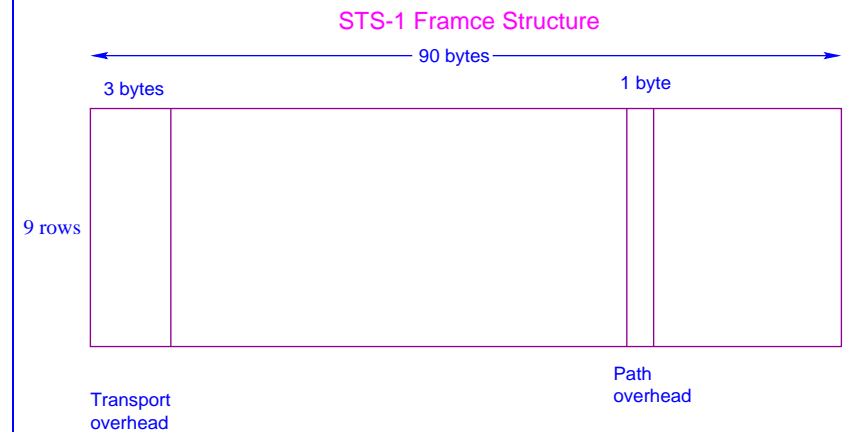 STS-1 Framce Structure
90 bytes
3 bytes
1 byte
9 rows
Path
overhead
Transport
overhead